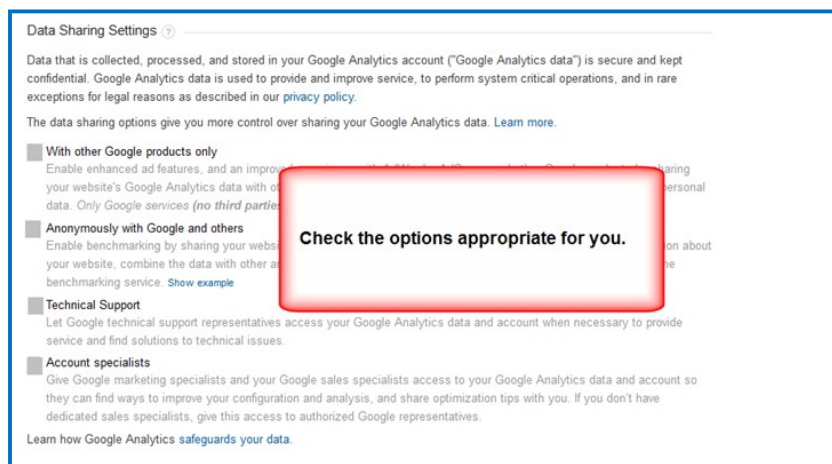 Data Sharing Settings ?
Data that is collected, processed, and stored in your Google Analytics account ("Google Analytics data") is secure and kept
confidential. Google Analytics data is used to provide and improve service, to perform system critical operations, and in rare
exceptions for legal reasons as described in our privacy policy.
The data sharing options give you more control over sharing your Google Analytics data. Learn more.
With other Google products only
Enable enhanced ad features, and an
your website's Google Analytics data with
personal
data. Only Google services (no third
Anonymously with Google and others
Enable benchmarking by sharing your
about
your website, combine the data with other
benchmarking service. Show example
Check the options appropriate for you.
Technical Support
Let Google technical support representatives access your Google Analytics data and account when necessary to provide
service and find solutions to technical issues.
Account specialists
Give Google marketing specialists and your Google sales specialists access to your Google Analytics data and account so
they can find ways to improve your configuration and analysis, and share optimization tips with you. If you don't have
dedicated sales specialists, give this access to authorized Google representatives.
Learn how Google Analytics safeguards your data.